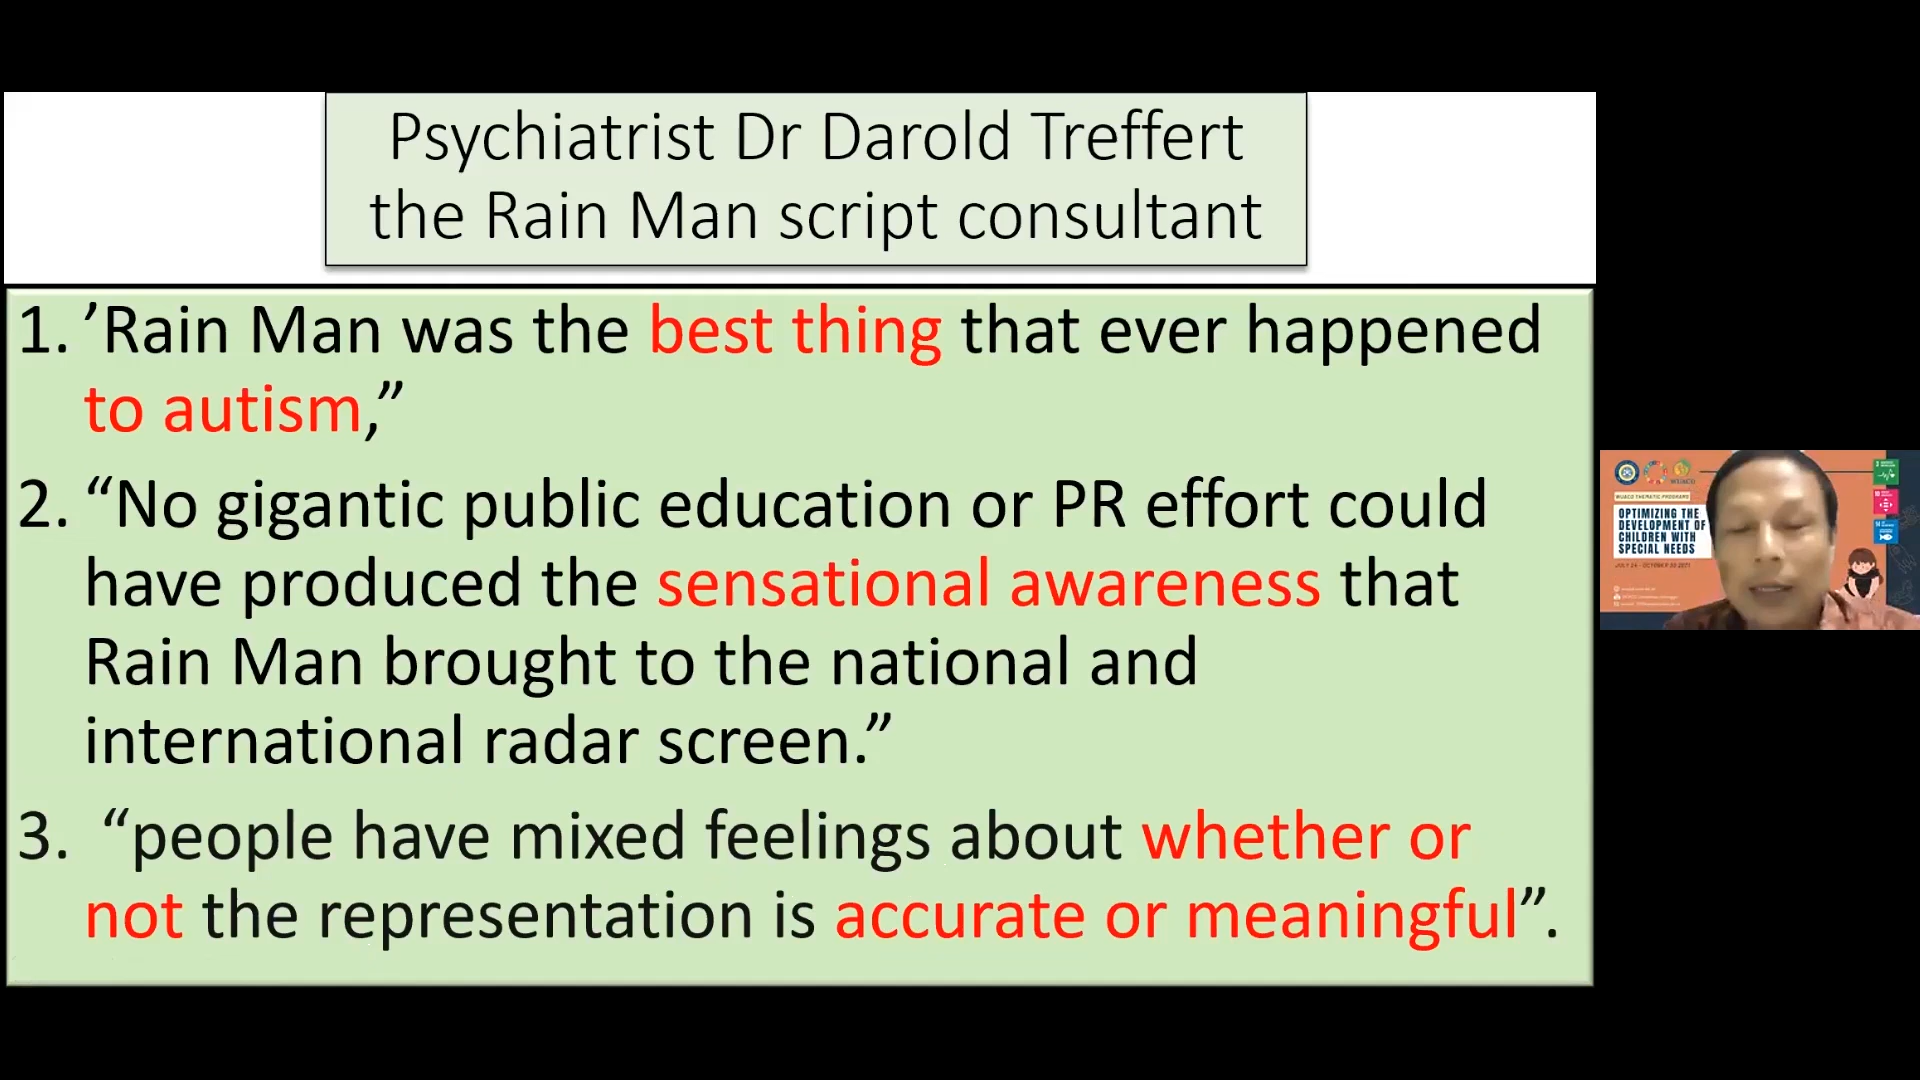 Psychiatrist Dr Darold Treffert
the Rain Man script consultant
1. ’Rain Man was the best thing that ever happened
to autism,”
2. “No gigantic public education or PR effort could
have produced the sensational awareness that
Rain Man brought to the national and
international radar screen.”
3. “people have mixed feelings about whether or
not the representation is accurate or meaningful”.
WUACD THEMATIC PROGRAMS
OPTIMIZING THE
DEVELOPMENT OF
CHILDREN WITH
SPECIAL NEEDS